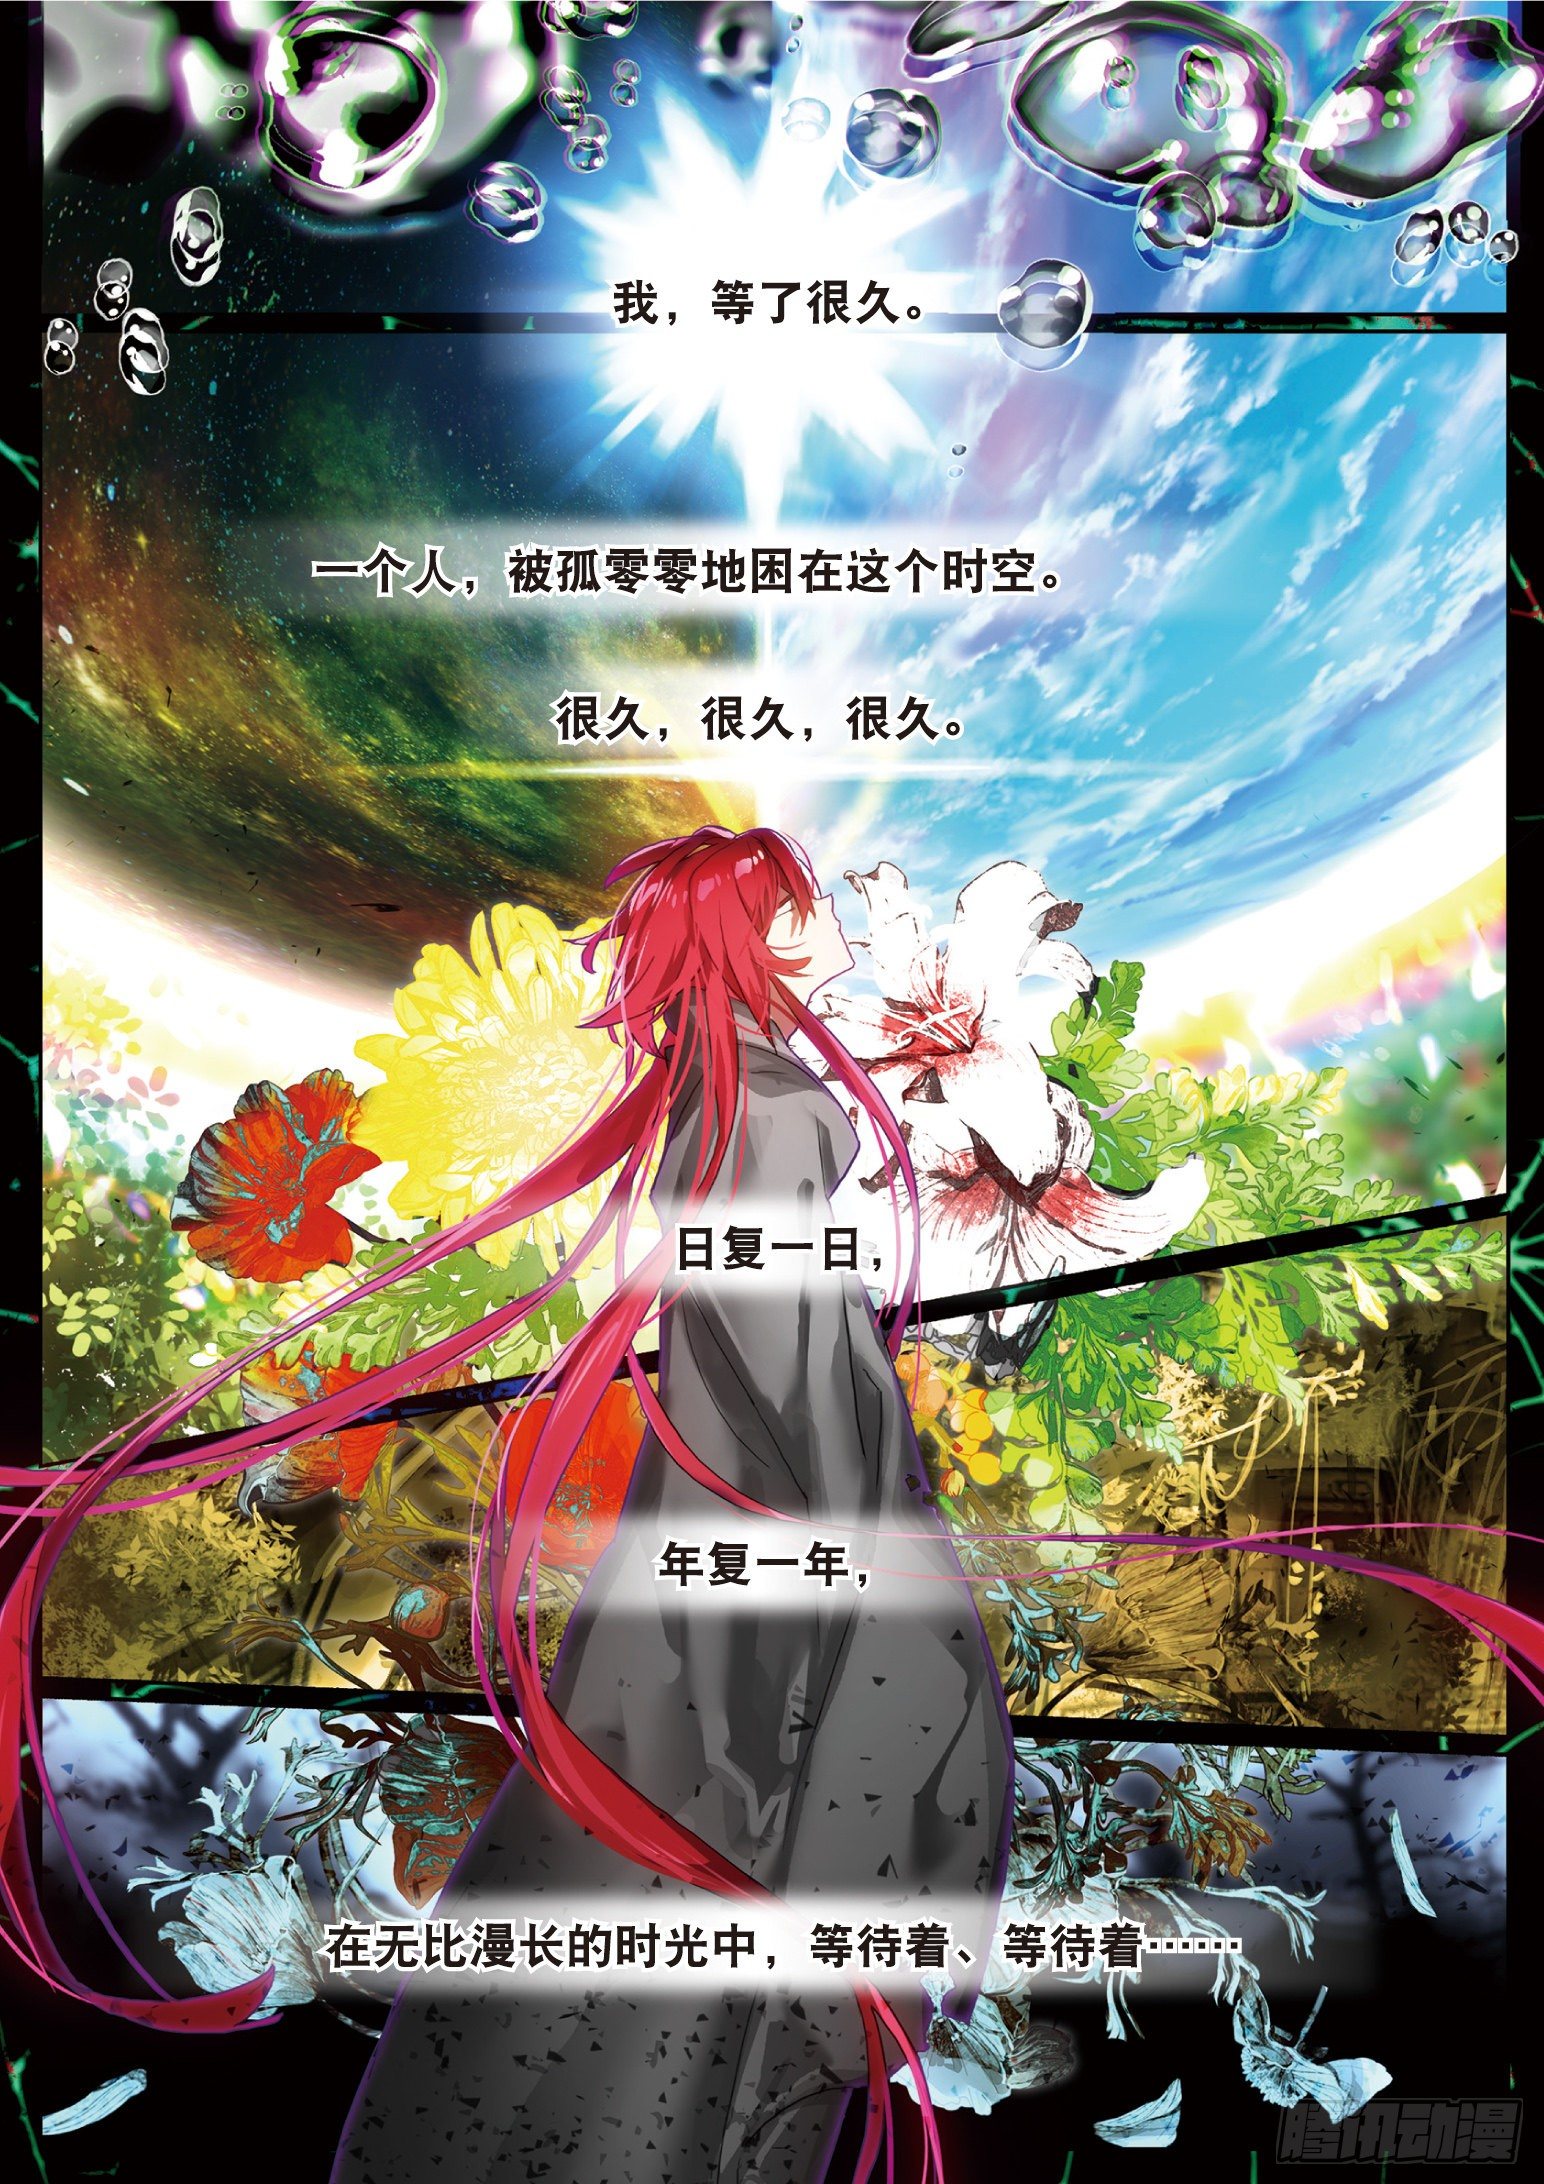 我，等了很久。
一个人，被孤零零地困在这个时空。
很久，很久，很久。
日复一日，
年复一年，
在无比漫长的时光中，等待着、等待着……
腾讯动漫